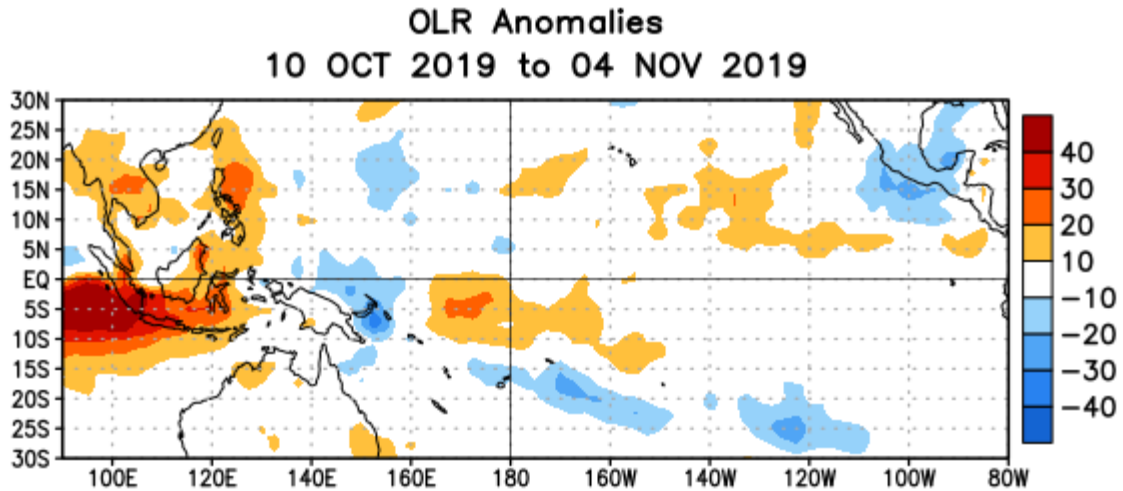 OLR Anomalies
10 OCT 2019 to 04 NOV 2019
30N
25N
20N
15N
10N
5N
EQ
5S
10S
15S
20S
25S
30S
100E
120E
140E
160E
180
160W
140W
120W
100W
80W
40
30
20
10
−10
−20
−30
−40